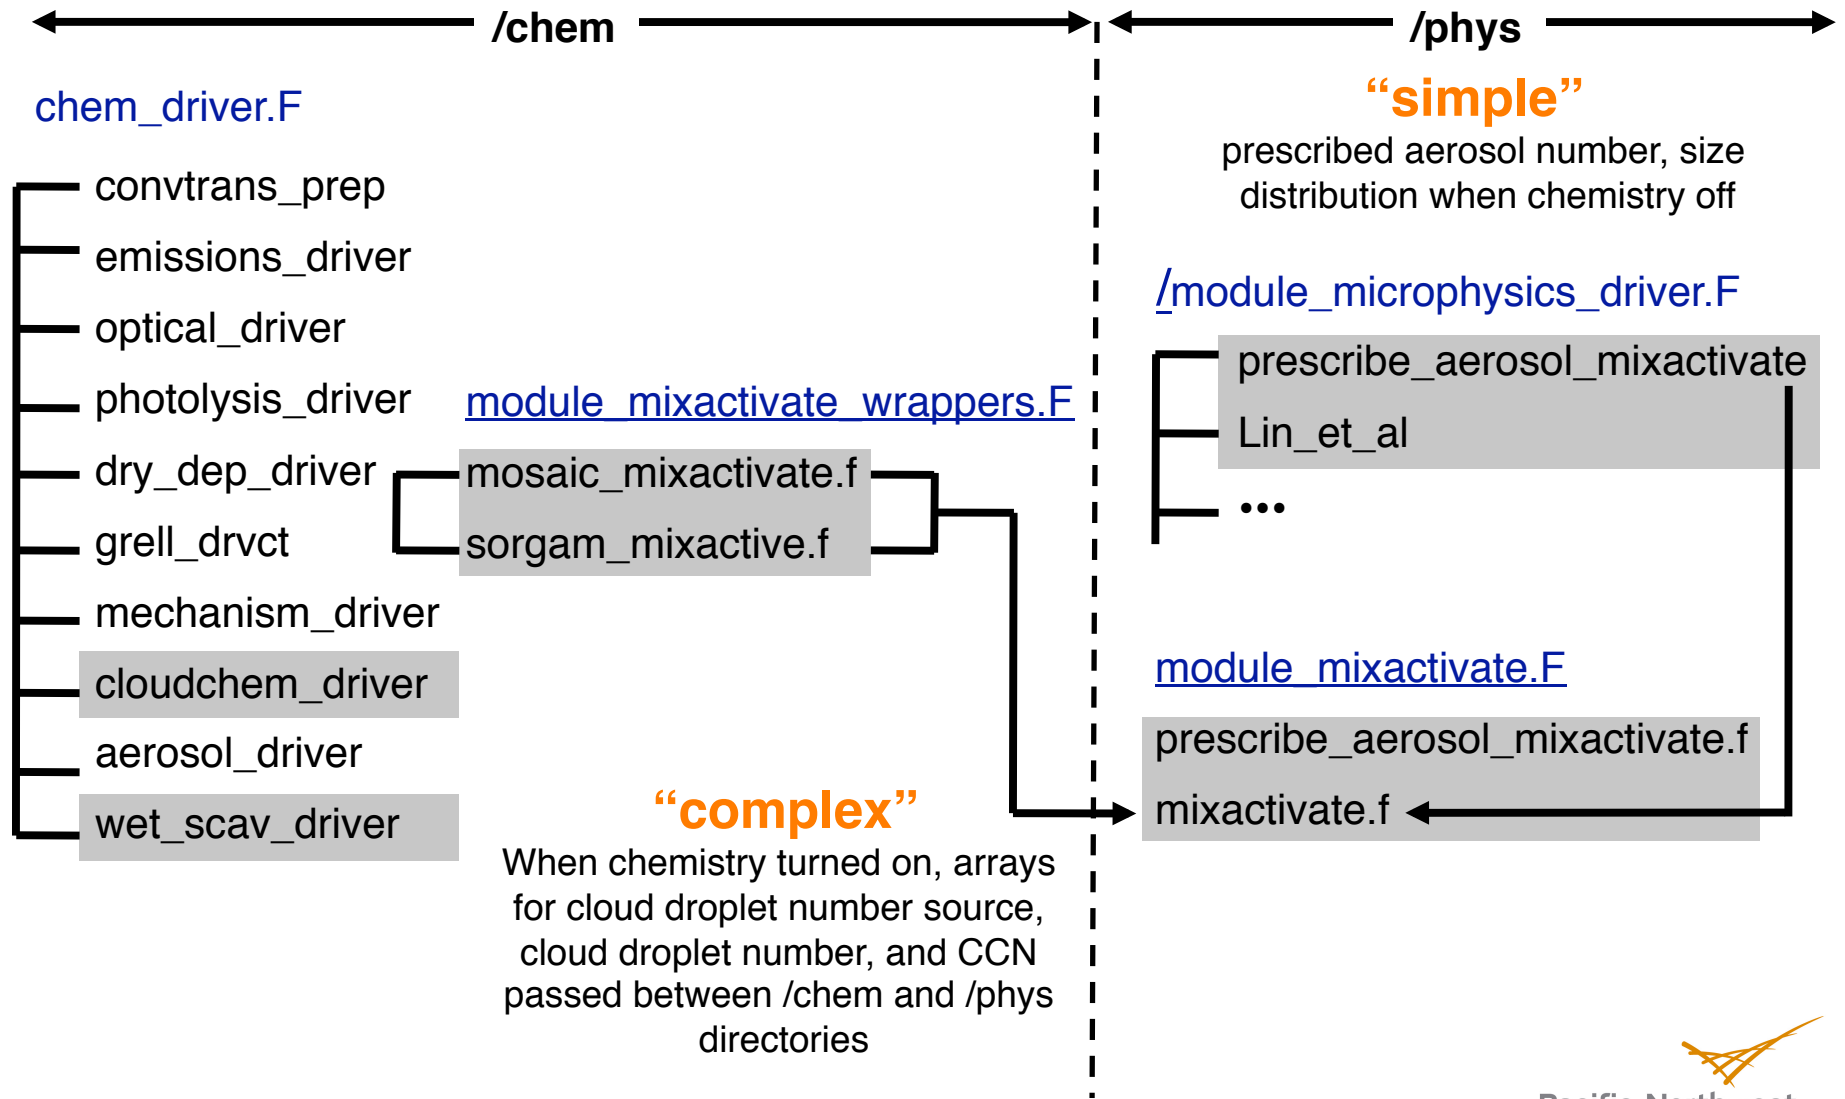 /chem
/phys
chem_driver.F
convtrans_prep
emissions_driver
optical_driver
photolysis_driver
dry_dep_driver
grell_drvct
mechanism_driver
cloudchem_driver
aerosol_driver
wet_scav_driver
module_mixactivate_wrappers.F
mosaic_mixactivate.f
sorgam_mixactive.f
“complex”
When chemistry turned on, arrays
for cloud droplet number source,
cloud droplet number, and CCN
passed between /chem and /phys
directories
“simple”
prescribed aerosol number, size
distribution when chemistry off
/module_microphysics_driver.F
prescribe_aerosol_mixactivate
Lin_et_al
•••
module_mixactivate.F
prescribe_aerosol_mixactivate.f
mixactivate.f
Pacific Northwest